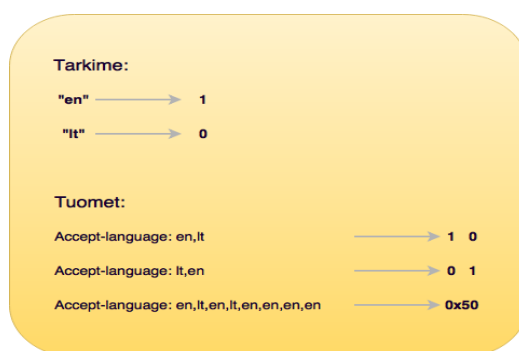 Tarkime:
"en" 1
"lt" 0
Tuomet:
Accept-language: en,lt 1 0
Accept-language: lt,en 0 1
Accept-language: en,lt,en,lt,en,en,en,en 0x50